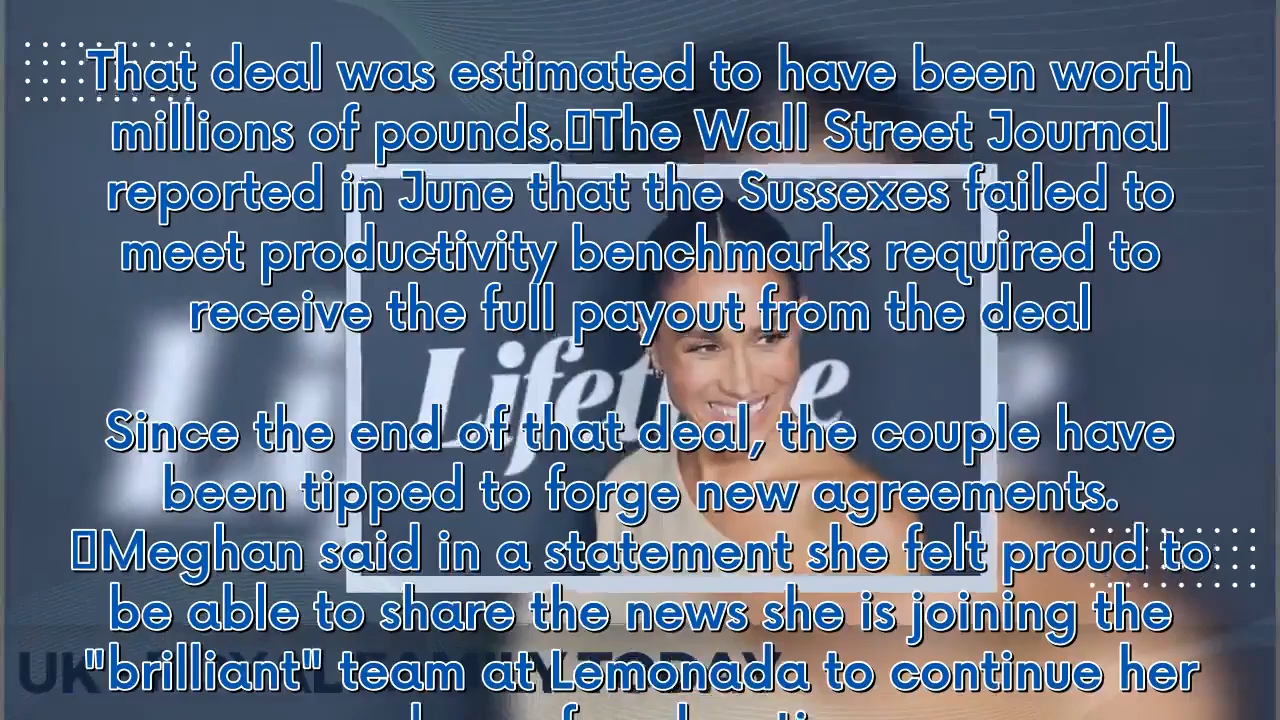 That deal was estimated to have been worth
millions of pounds.▯The Wall Street Journal
reported in June that the Sussexes failed to
meet productivity benchmarks required to
receive the full payout from the deal
Lifetime
Since the end of that deal, the couple have
been tipped to forge new agreements.
▯Meghan said in a statement she felt proud to
be able to share the news she is joining the
"brilliant" team at Lemonada to continue her